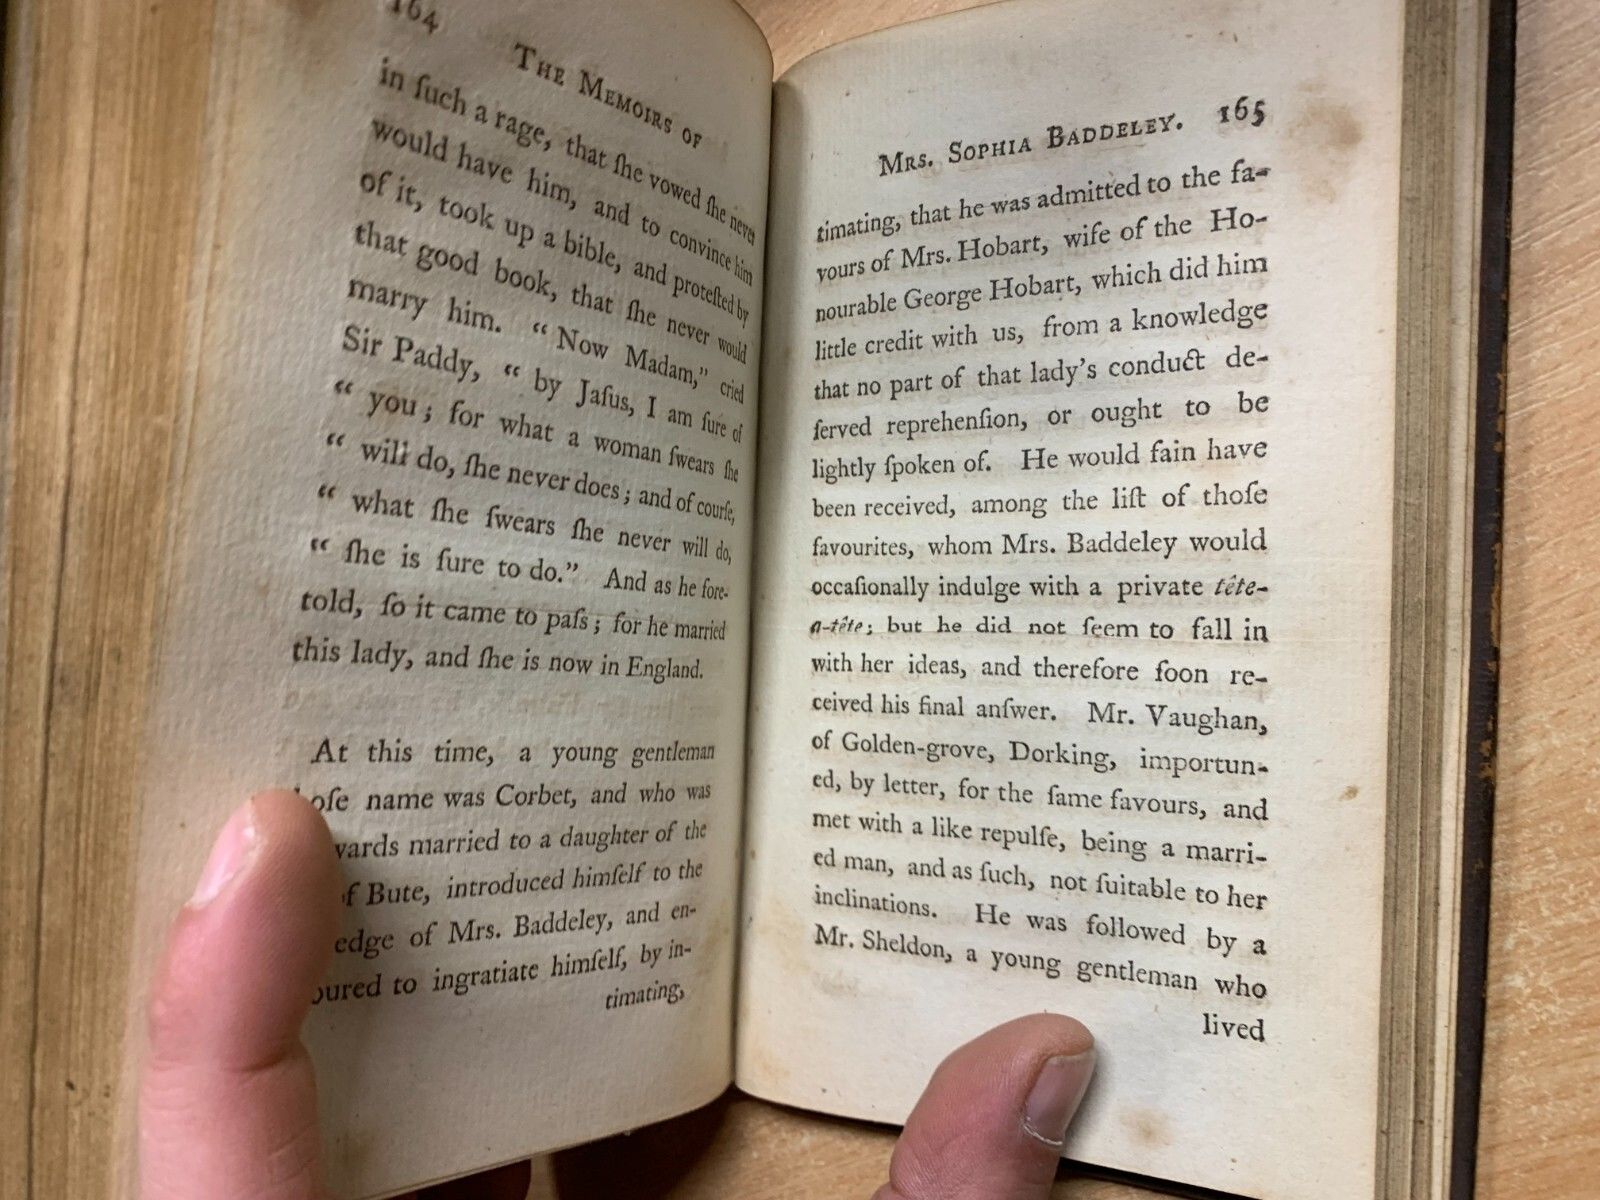 164
THE MEMOIRS OF
in ſuch a rage, that ſhe vowed ſhe never
would have him, and to convince him
of it, took up a bible, and proteſted by
that good book, that ſhe never would
marry him. “ Now Madam,” cried
Sir Paddy, “ by Jaſus, I am ſure of
“ you; for what a woman ſwears ſhe
“ will do, ſhe never does; and of courſe,
“ what ſhe ſwears ſhe never will do,
“ ſhe is ſure to do.” And as he fore-
told, ſo it came to paſs; for he married
this lady, and ſhe is now in England.
At this time, a young gentleman
oſe name was Corbet, and who was
wards married to a daughter of the
of Bute, introduced himſelf to the
edge of Mrs. Baddeley, and en-
oured to ingratiate himſelf, by in-
timating,
MRS. SOPHIA BADDELEY. 165
timating, that he was admitted to the fa-
vours of Mrs. Hobart, wife of the Ho-
nourable George Hobart, which did him
little credit with us, from a knowledge
that no part of that lady's conduct de-
ſerved reprehenſion, or ought to be
lightly ſpoken of. He would fain have
been received, among the liſt of thoſe
favourites, whom Mrs. Baddeley would
occaſionally indulge with a private tête-
a-tête; but he did not ſeem to fall in
with her ideas, and therefore ſoon re-
ceived his final anſwer. Mr. Vaughan,
of Golden-grove, Dorking, importun-
ed, by letter, for the ſame favours, and
met with a like repulſe, being a marri-
ed man, and as ſuch, not ſuitable to her
inclinations. He was followed by a
Mr. Sheldon, a young gentleman who
lived